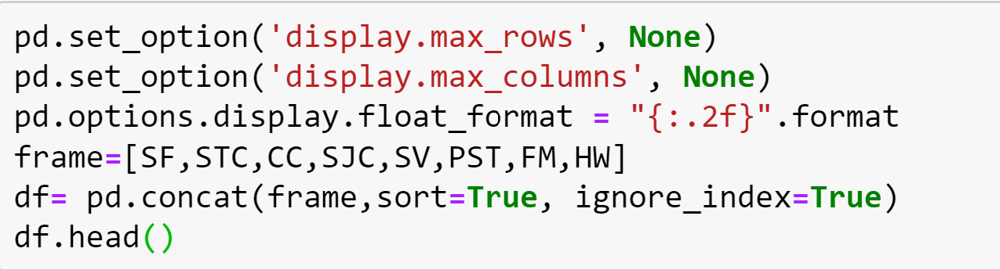 pd.set_option('display.max_rows', None)
pd.set_option('display.max_columns', None)
pd.options.display.float_format = "{:.2f}".format
frame=[SF,STC,CC,SJC,SV,PST,FM,HW]
df= pd.concat(frame,sort=True, ignore_index=True)
df.head()